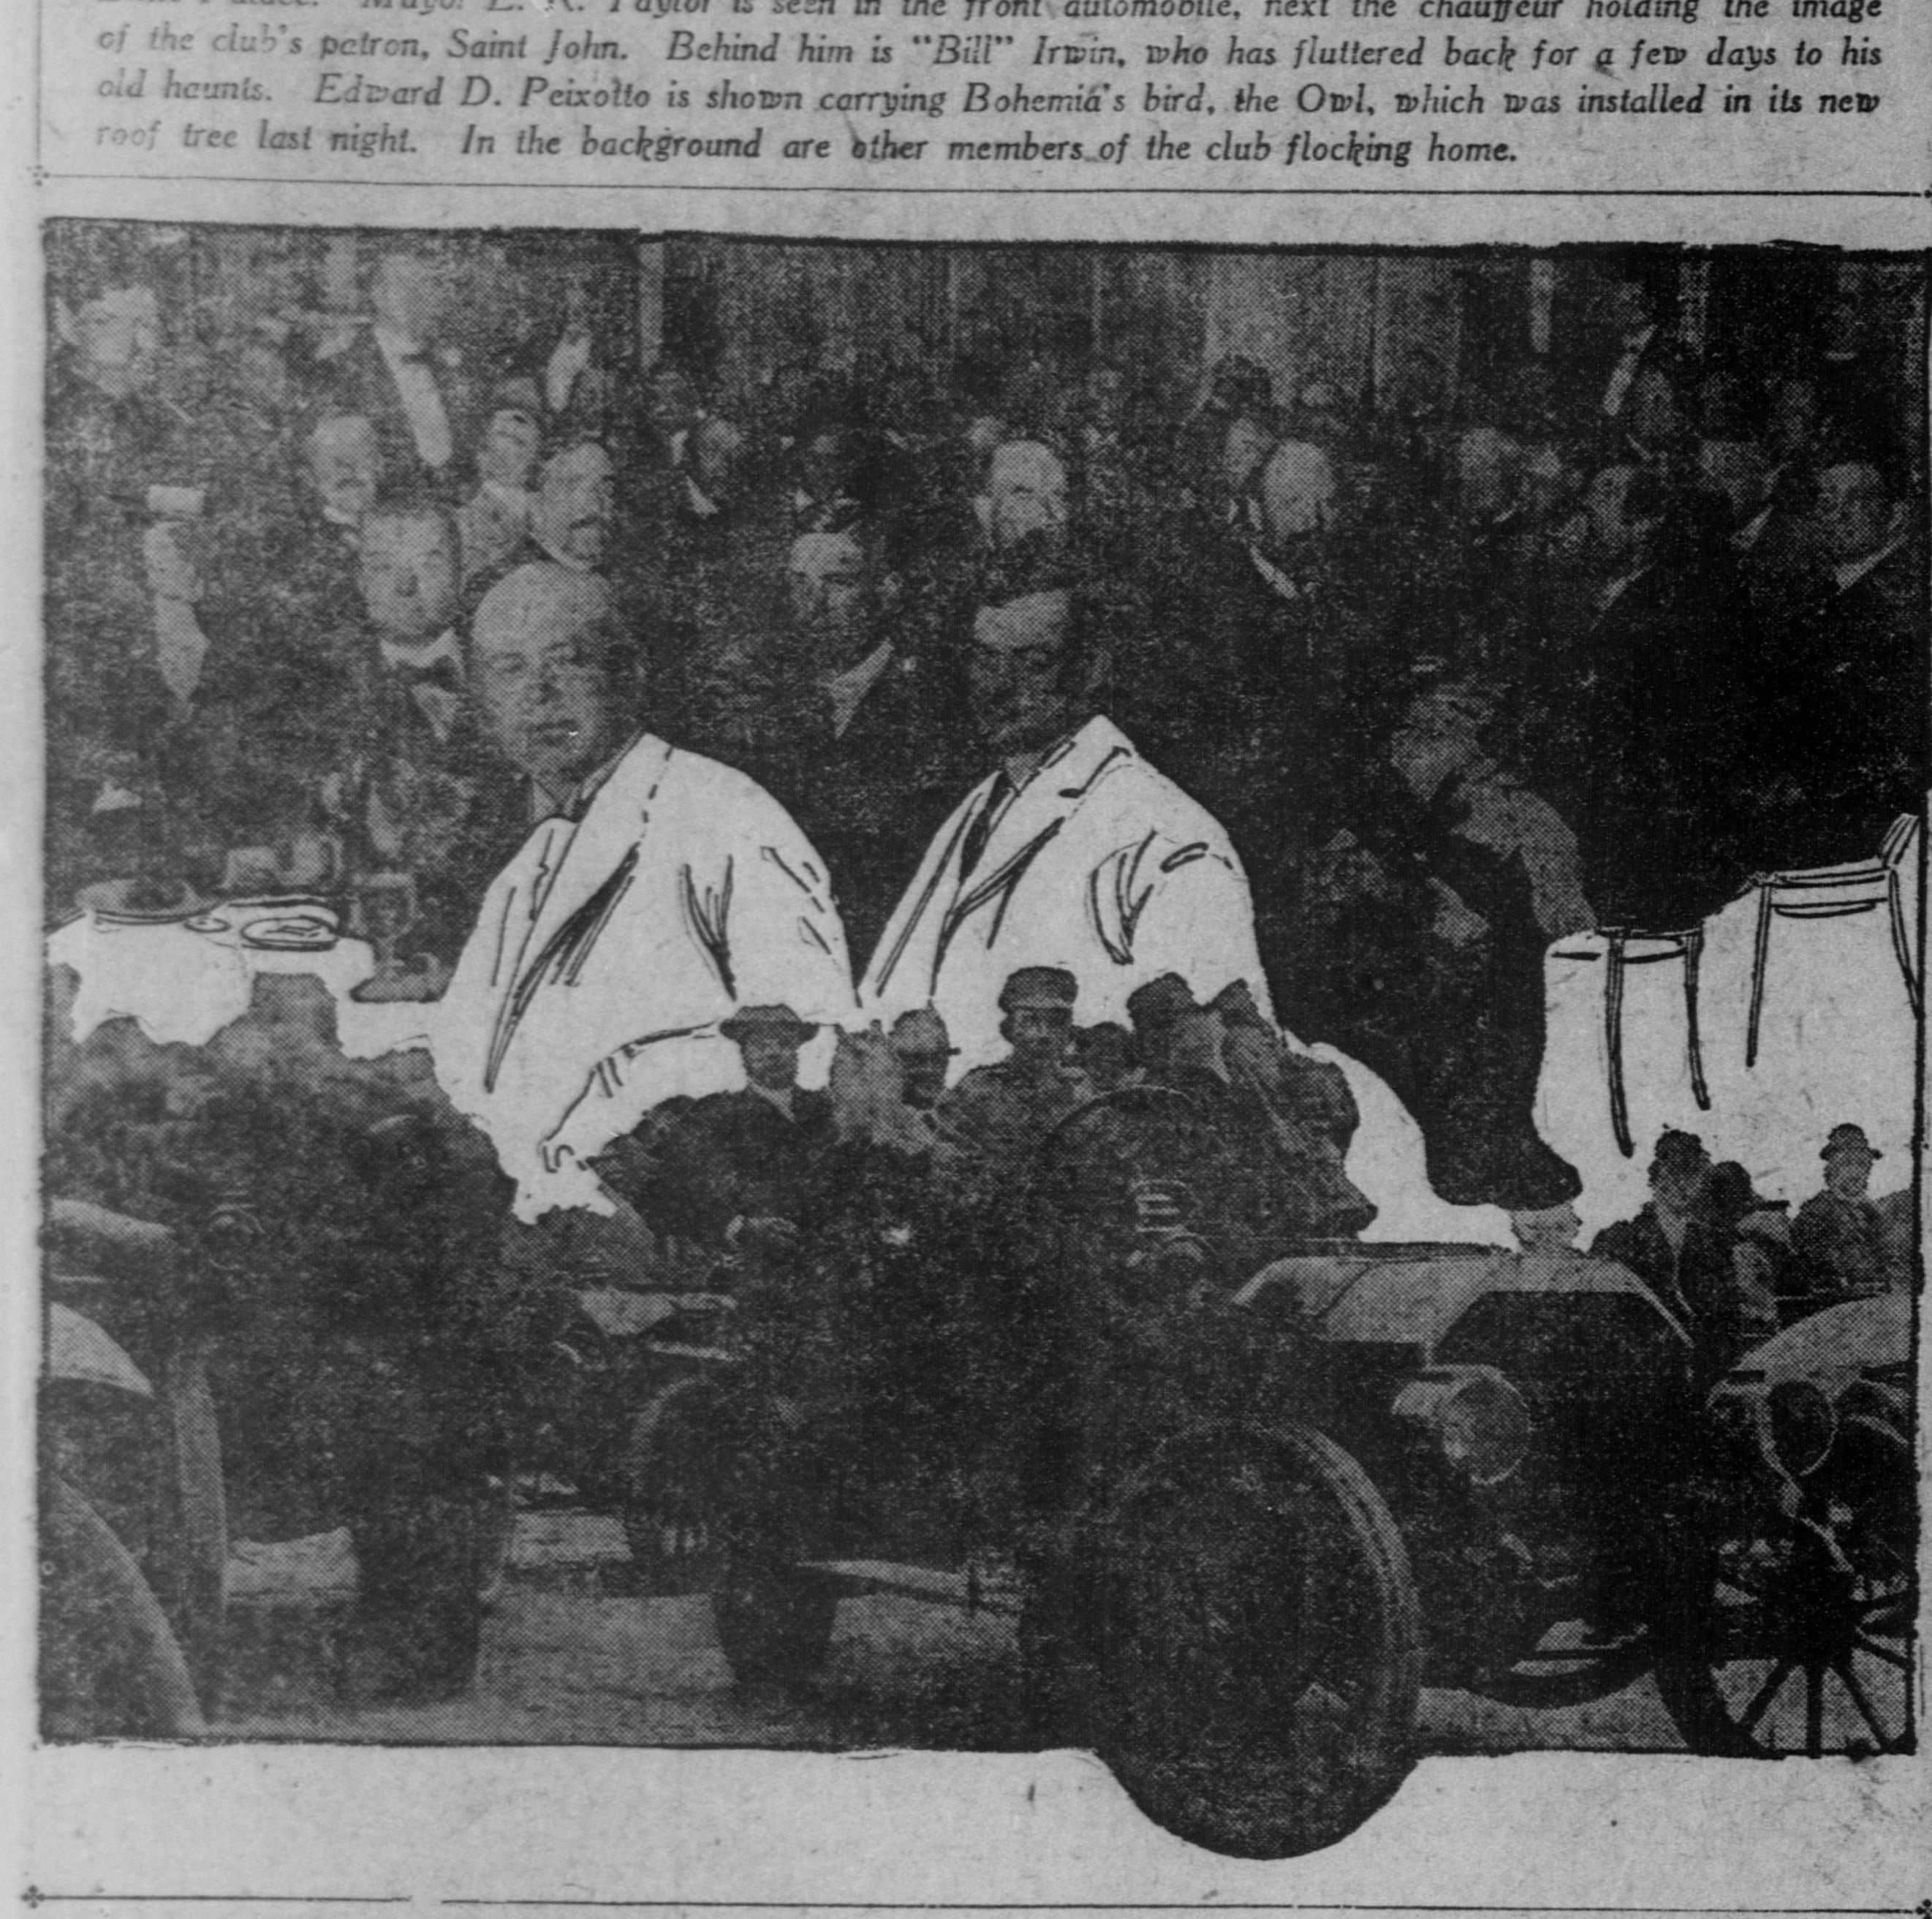 Palace. Mayor E. R. Taylor is seen in the front automobile, next the chauffeur holding the image
of the club's patron, Saint John. Behind him is "Bill" Irwin, who has fluttered back for a few days to his
old haunts. Edward D. Peixotto is shown carrying Bohemia's bird, the Owl, which was installed in its new
roof tree last night. In the background are other members of the club flocking home.